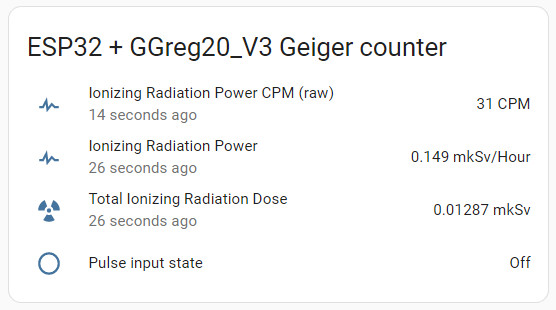 ESP32 + GGreg20_V3 Geiger counter
Ionizing Radiation Power CPM (raw)
14 seconds ago
31 CPM
Ionizing Radiation Power
26 seconds ago
0.149 mkSv/Hour
Total Ionizing Radiation Dose
26 seconds ago
0.01287 mkSv
Pulse input state
Off